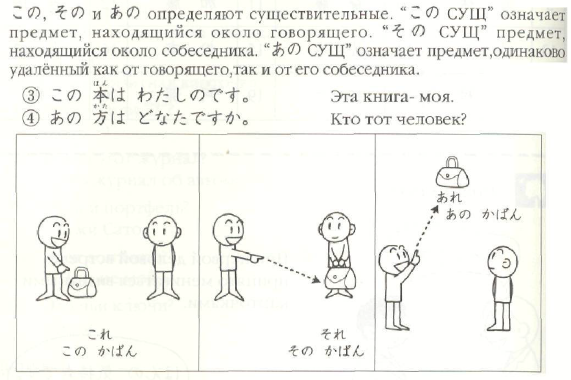 この, その и あの определяют существительные. “この СУЩ” означает
предмет, находящийся около говорящего. “その СУЩ” предмет,
находящийся около собеседника. “あの СУЩ” означает предмет,одинаково
удалённый как от говорящего,так и от его собеседника.
③ この 本は わたしのです。 Эта книга- моя.
④ あの 方は どなたですか。 Кто тот человек?
あれ
あの かばん
これ
この かばん
それ
その かばん